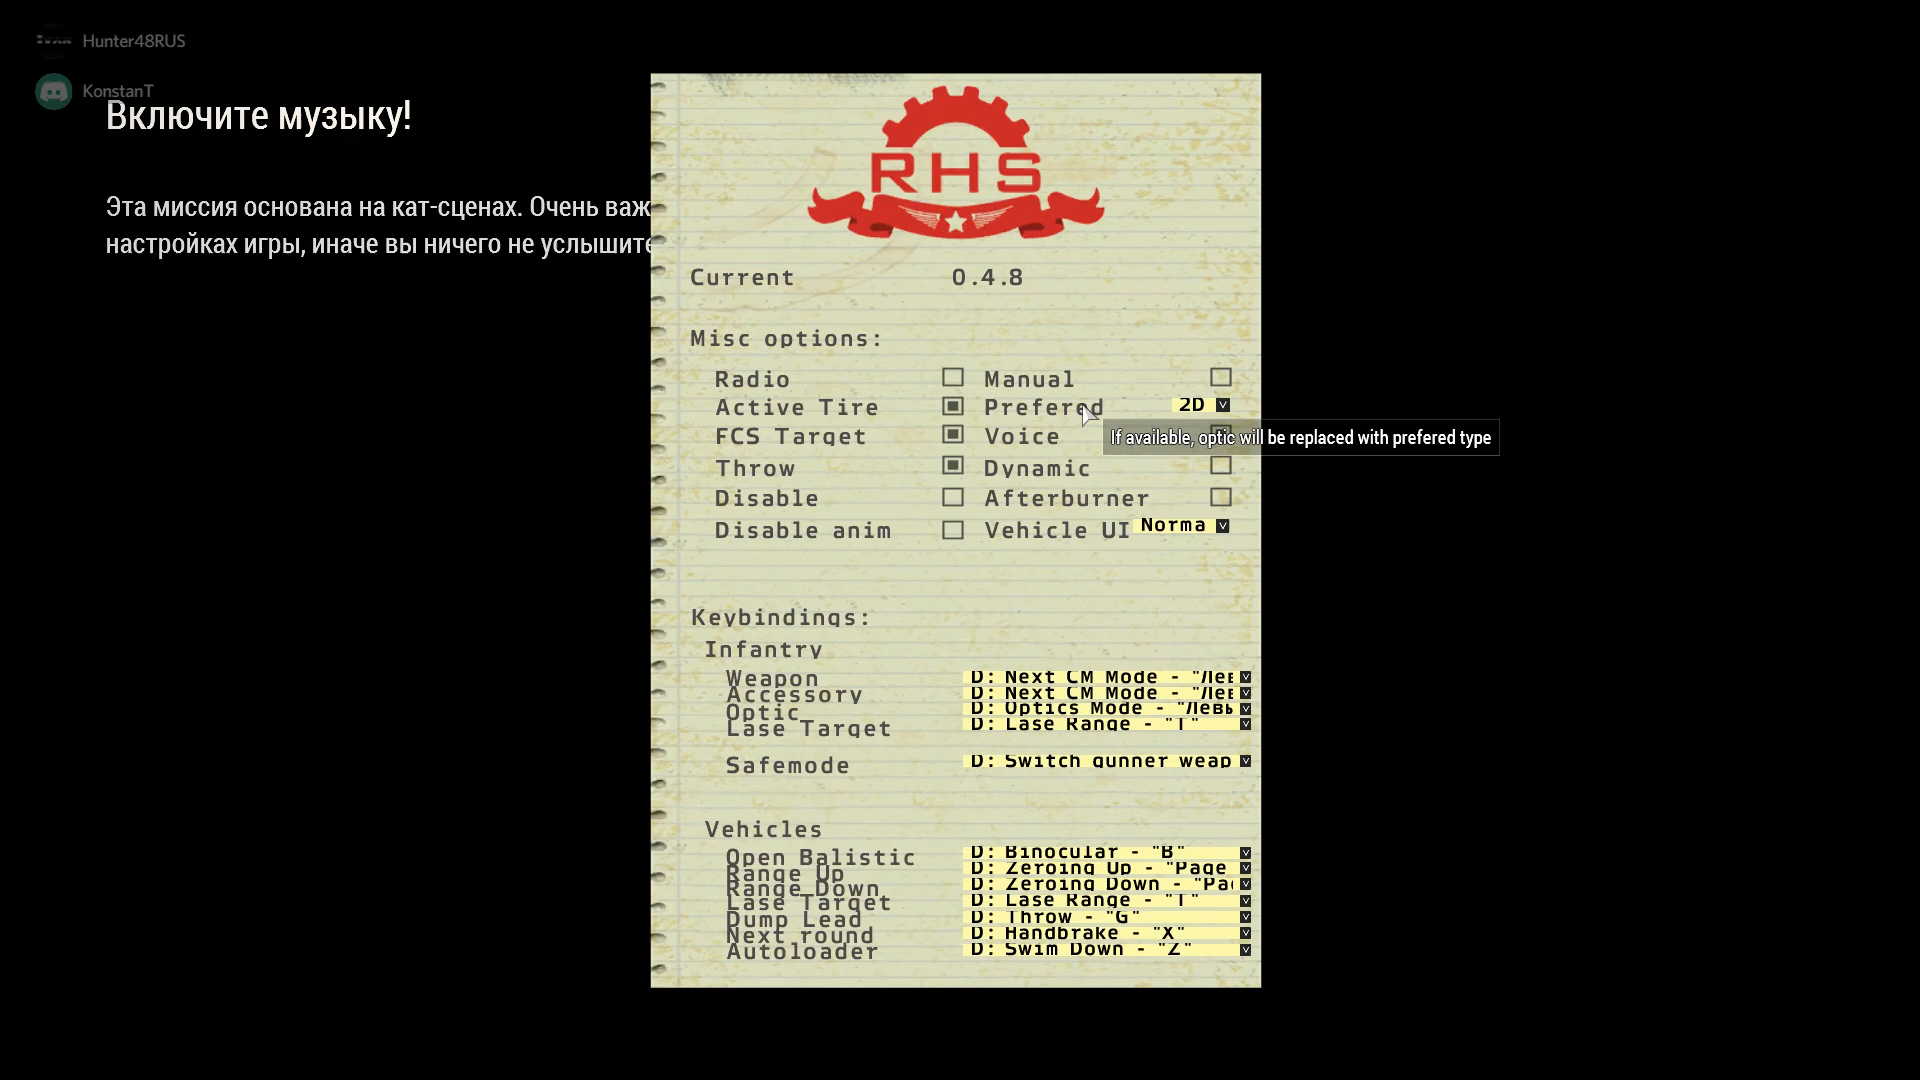 Hunter48RUS
KonstanT
Включите музыку!
Эта миссия основана на кат-сценах. Очень важ
настройках игры, иначе вы ничего не услышите
RHS
Current 0.4.8
Misc options:
Radio Manual
Active Tire Prefered 2D
If available, optic will be replaced with prefered type
FCS Target Voice
Throw Dynamic
Disable Afterburner
Disable anim Vehicle UI Norma
Keybindings:
Infantry
Weapon D: Next CM Mode - "Лев
Accessory D: Next CM Mode - "Лев
Optic D: Optics Mode - "Левь
Lase Target D: Lase Range - "T"
Safemode D: Switch gunner weap
Vehicles
Open Balistic D: Binocular - "B"
Range Up D: Zeroing Up - "Page
Range Down D: Zeroing Down - "Pa
Lase Target D: Lase Range - "T"
Dump Lead D: Throw - "G"
Next round D: Handbrake - "X"
Autoloader D: Swim Down - "Z"